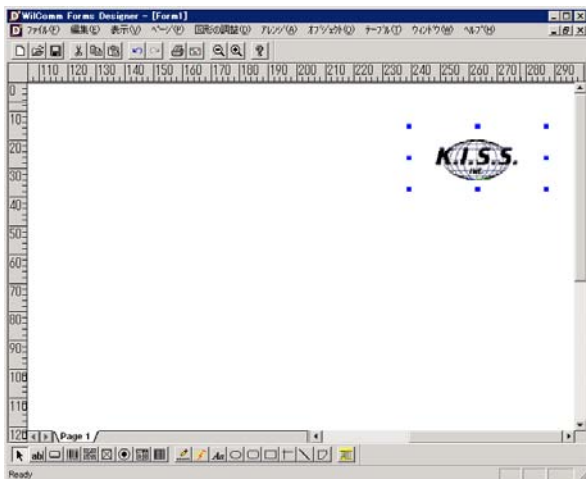 WilComm Forms Designer - [Form1]
ファイル(F) 編集(E) 表示(V) ページ(P) 図形の調整(D) アレンジ(A) オブジェクト(O) テーブル(T) ウィンドウ(W) ヘルプ(H)
110 120 130 140 150 160 170 180 190 200 210 220 230 240 250 260 270 280 290
0
10
20
30
40
50
60
70
80
90
100
110
120
K.I.S.S.
INC
Page 1
Ready